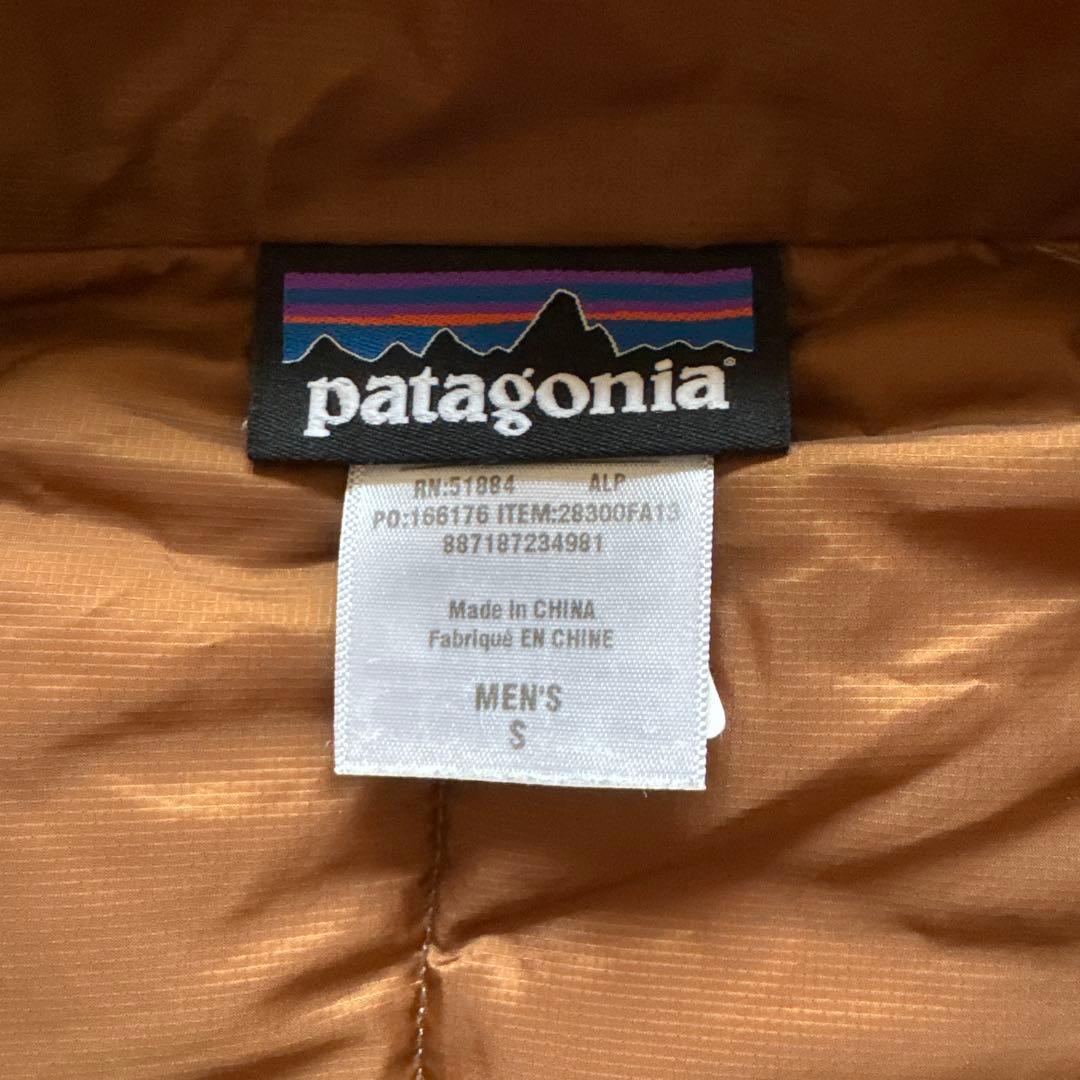 patagonia®
RN:51884 ALP
PO:166176 ITEM:28300FA13
887187234981
Made in CHINA
Fabriqué EN CHINE
MEN'S
S